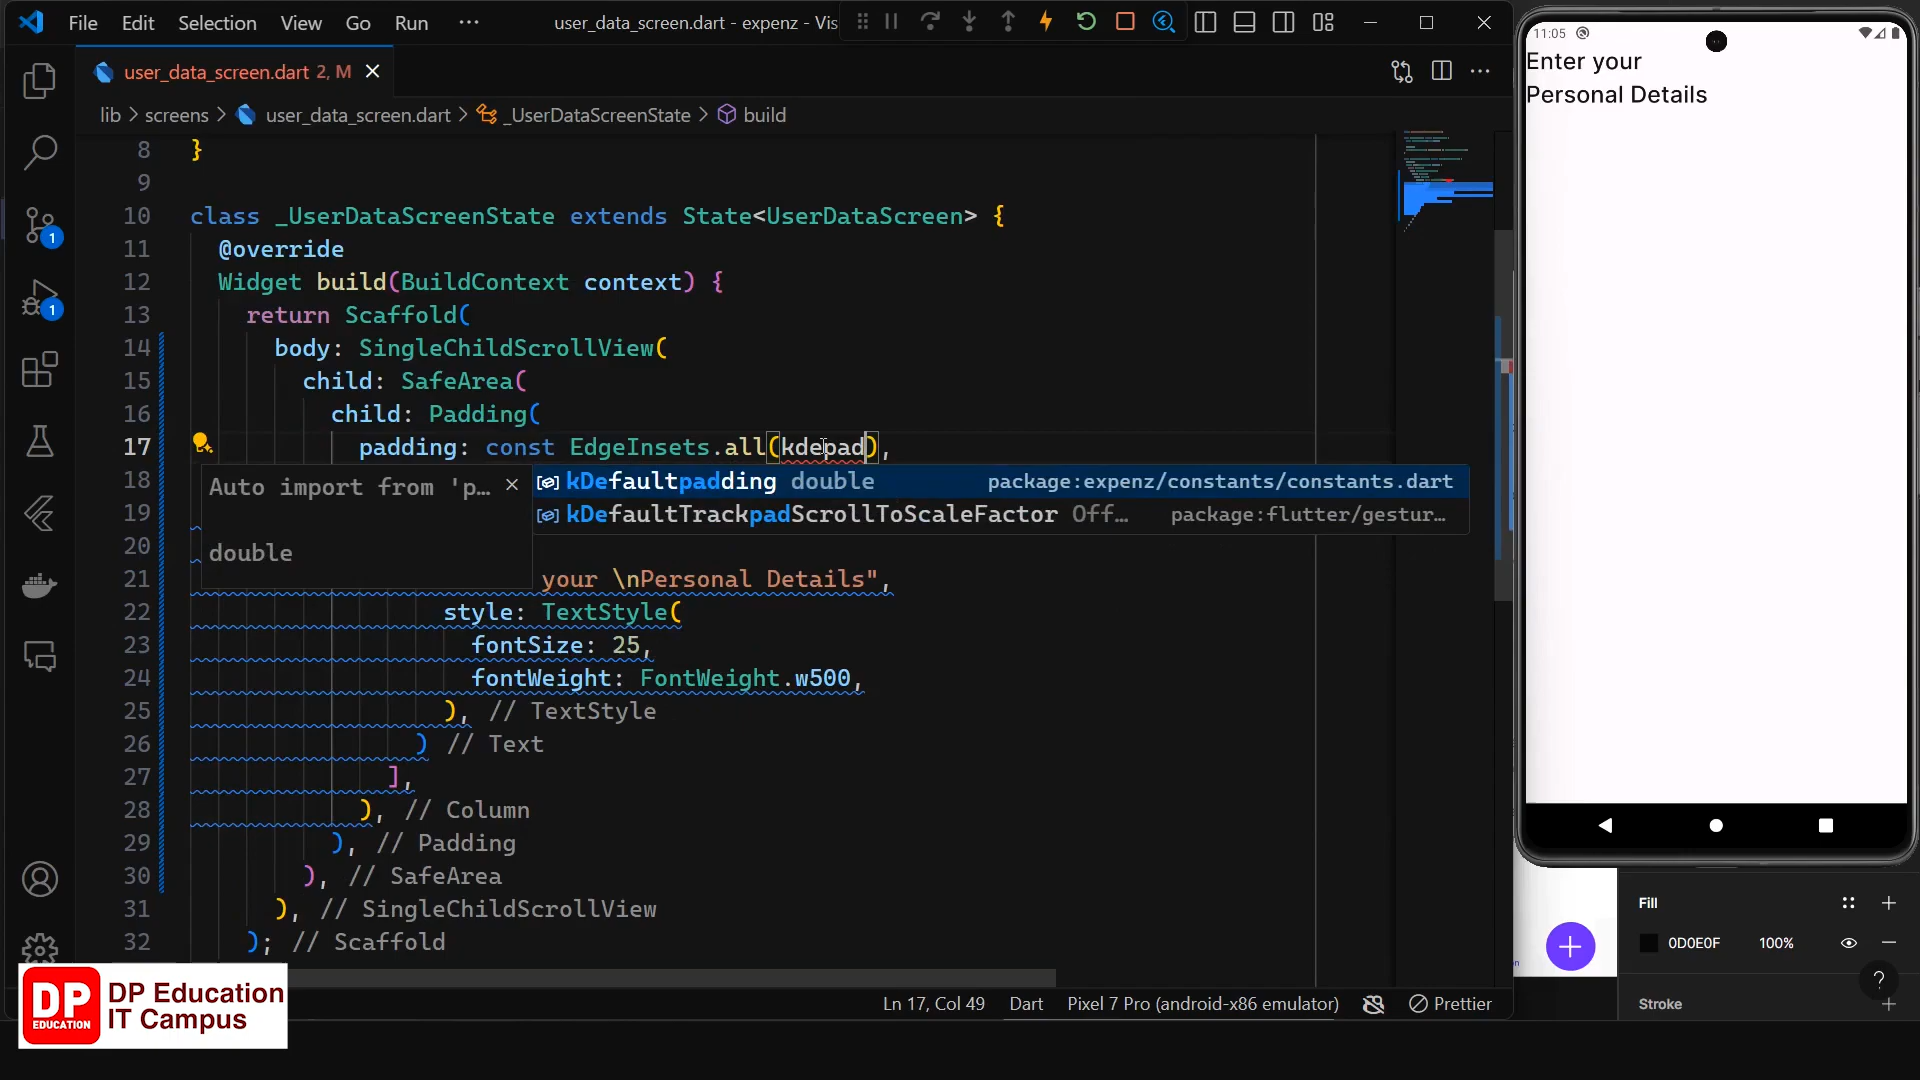 File Edit Selection View Go Run ··· user_data_screen.dart - expenz - Vis
user_data_screen.dart 2, M
lib > screens > user_data_screen.dart > _UserDataScreenState > build
8 }
9
10 class _UserDataScreenState extends State<UserDataScreen> {
11 @override
12 Widget build(BuildContext context) {
13 return Scaffold(
14 body: SingleChildScrollView(
15 child: SafeArea(
16 child: Padding(
17 padding: const EdgeInsets.all(kdepad),
18 Auto import from 'p… kDefaultpadding double package:expenz/constants/constants.dart
19 kDefaultTrackpadScrollToScaleFactor Off… package:flutter/gestur…
20 double
21 your \nPersonal Details",
22 style: TextStyle(
23 fontSize: 25,
24 fontWeight: FontWeight.w500,
25 ), // TextStyle
26 ) // Text
27 ],
28 ), // Column
29 ), // Padding
30 ), // SafeArea
31 ), // SingleChildScrollView
32 ); // Scaffold
1
1
Ln 17, Col 49 Dart Pixel 7 Pro (android-x86 emulator) Prettier
DP EDUCATION
DP Education
IT Campus
11:05
Enter your
Personal Details
Fill
0D0E0F 100%
?
Stroke